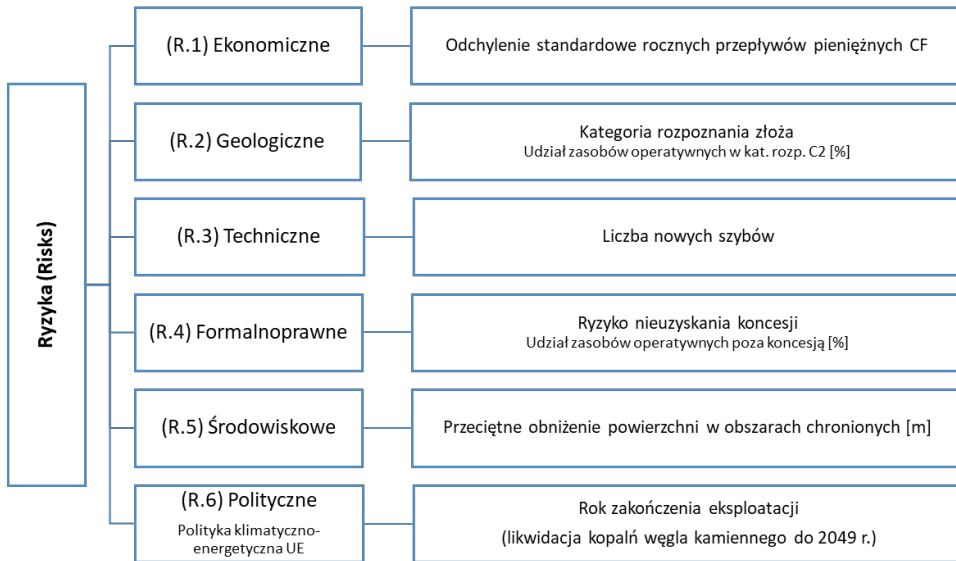 Ryzyka (Risks)
(R.1) Ekonomiczne
Odchylenie standardowe rocznych przepływów pieniężnych CF
(R.2) Geologiczne
Kategoria rozpoznania złoża
Udział zasobów operatywnych w kat. rozp. C2 [%]
(R.3) Techniczne
Liczba nowych szybów
(R.4) Formalnoprawne
Ryzyko nieuzyskania koncesji
Udział zasobów operatywnych poza koncesją [%]
(R.5) Środowiskowe
Przeciętne obniżenie powierzchni w obszarach chronionych [m]
(R.6) Polityczne
Polityka klimatyczno-
energetyczna UE
Rok zakończenia eksploatacji
(likwidacja kopalń węgla kamiennego do 2049 r.)